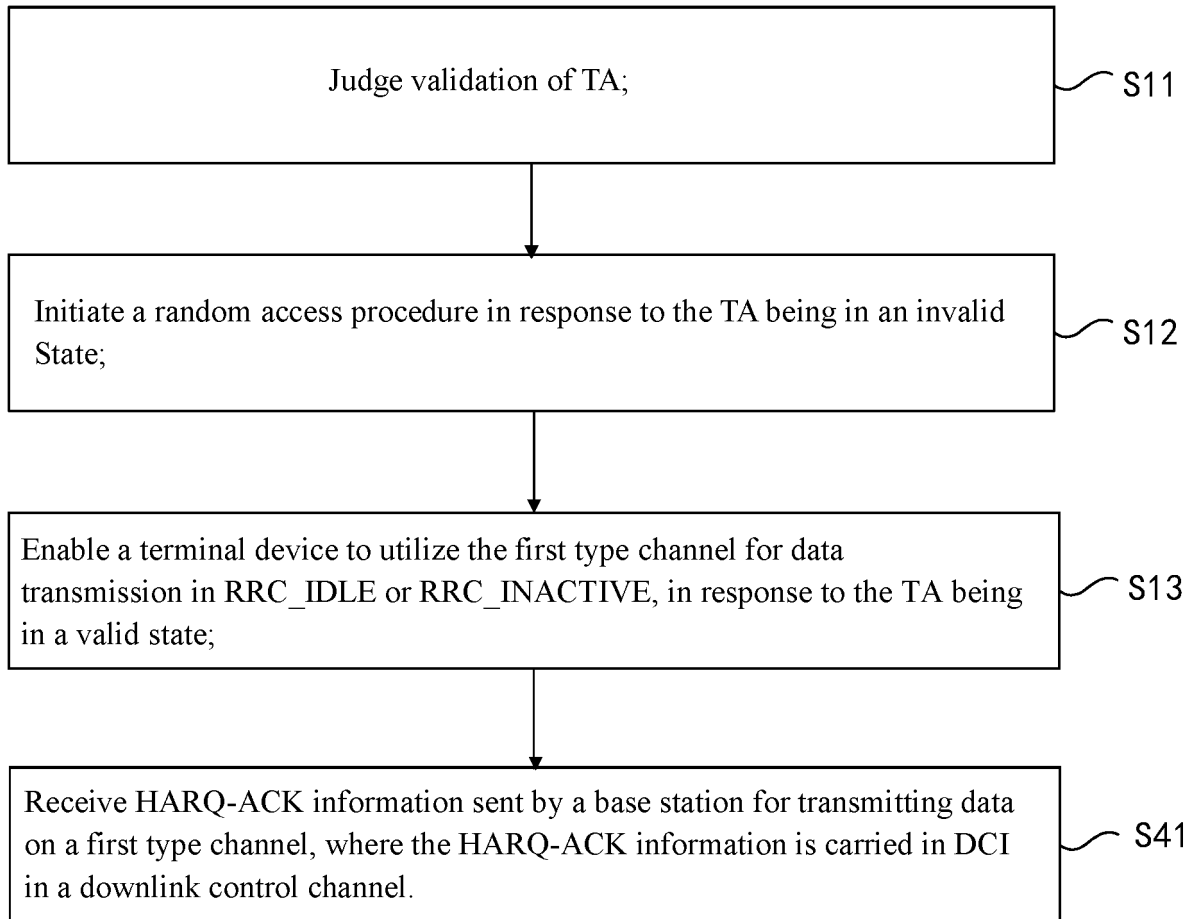 Judge validation of TA;
S11
Initiate a random access procedure in response to the TA being in an invalid
State;
S12
Enable a terminal device to utilize the first type channel for data
transmission in RRC_IDLE or RRC_INACTIVE, in response to the TA being
in a valid state;
S13
Receive HARQ-ACK information sent by a base station for transmitting data
on a first type channel, where the HARQ-ACK information is carried in DCI
in a downlink control channel.
S41